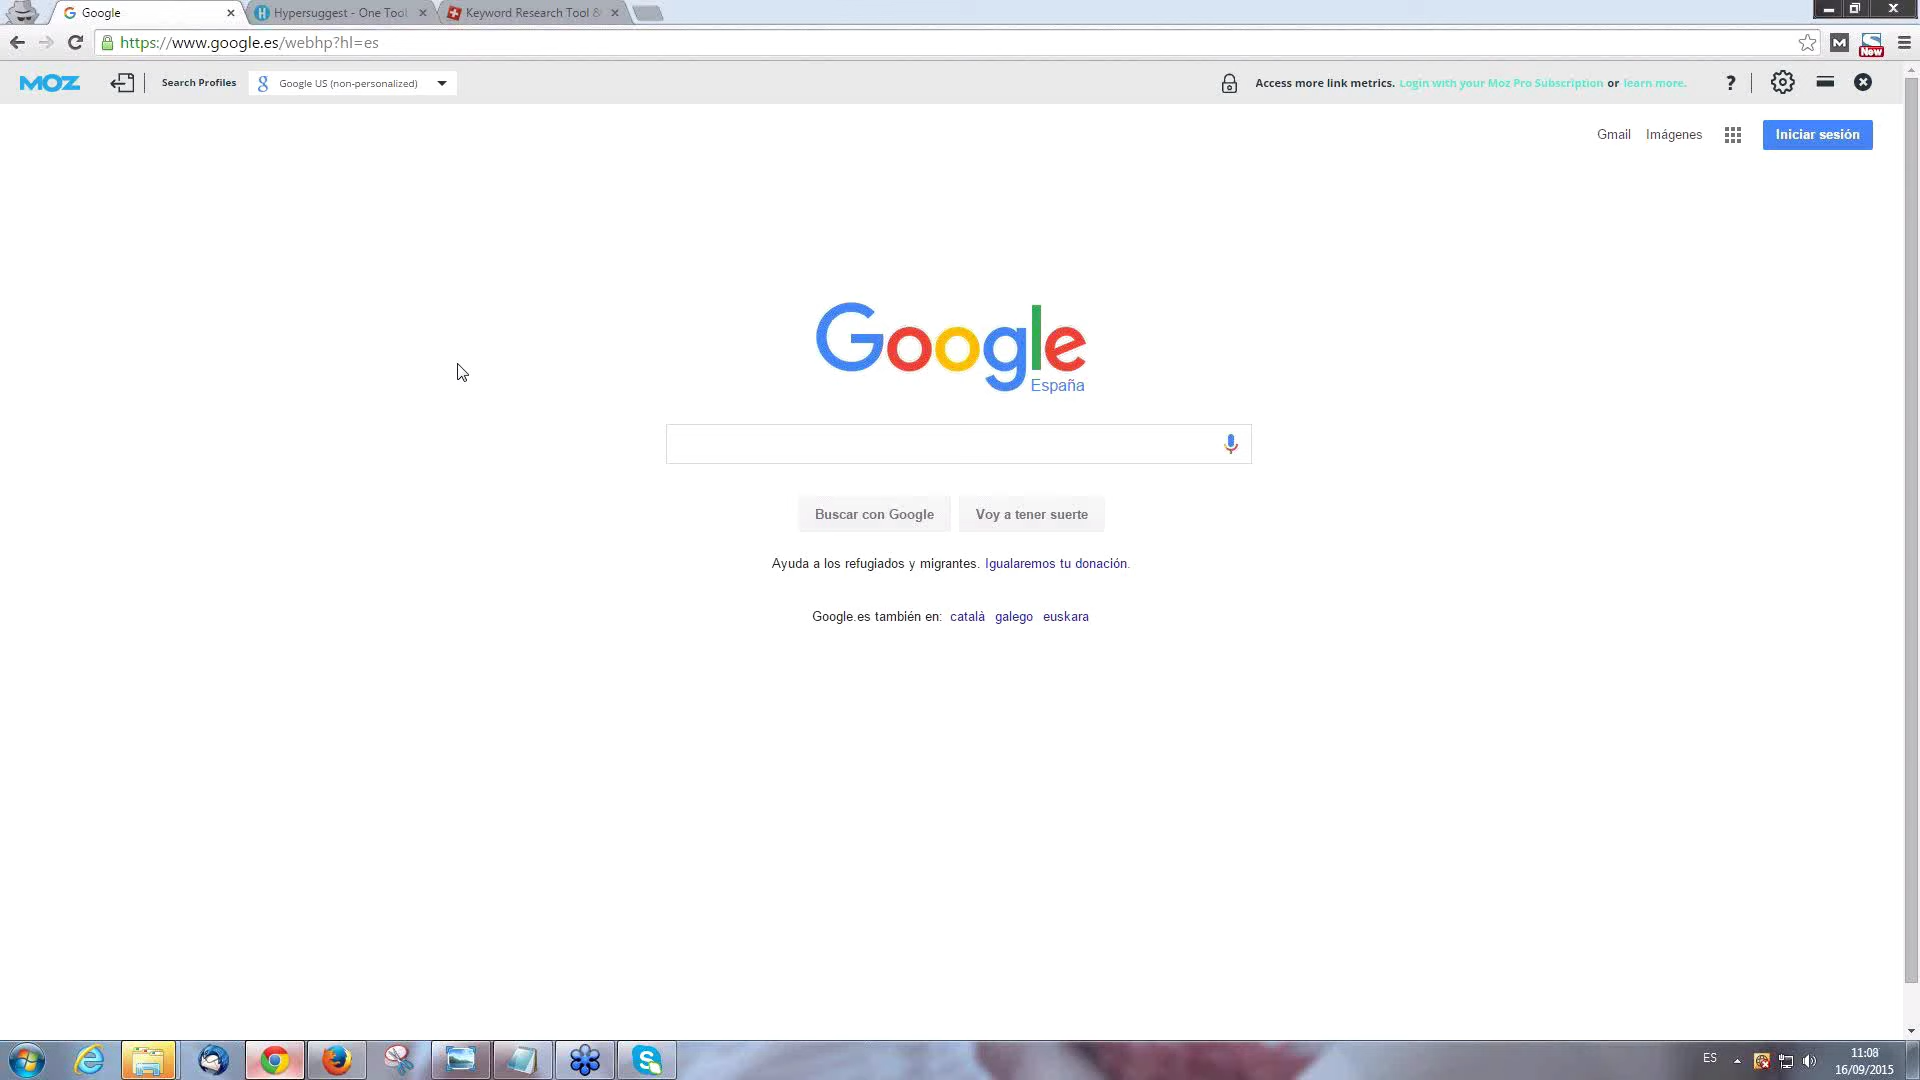 Google
Hypersuggest - One Tool
Keyword Research Tool &
https://www.google.es/webhp?hl=es
M
New
MOZ
Search Profiles
Google US (non-personalized)
Access more link metrics. Login with your Moz Pro Subscription or learn more.
?
Gmail
Imágenes
Iniciar sesión
Google
España
Buscar con Google
Voy a tener suerte
Ayuda a los refugiados y migrantes. Igualaremos tu donación.
Google.es también en: català galego euskara
ES
11:08
16/09/2015